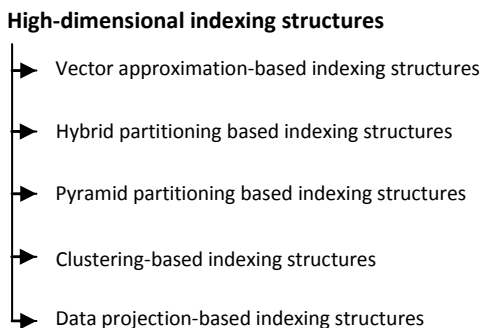 High-dimensional indexing structures
Vector approximation-based indexing structures
Hybrid partitioning based indexing structures
Pyramid partitioning based indexing structures
Clustering-based indexing structures
Data projection-based indexing structures